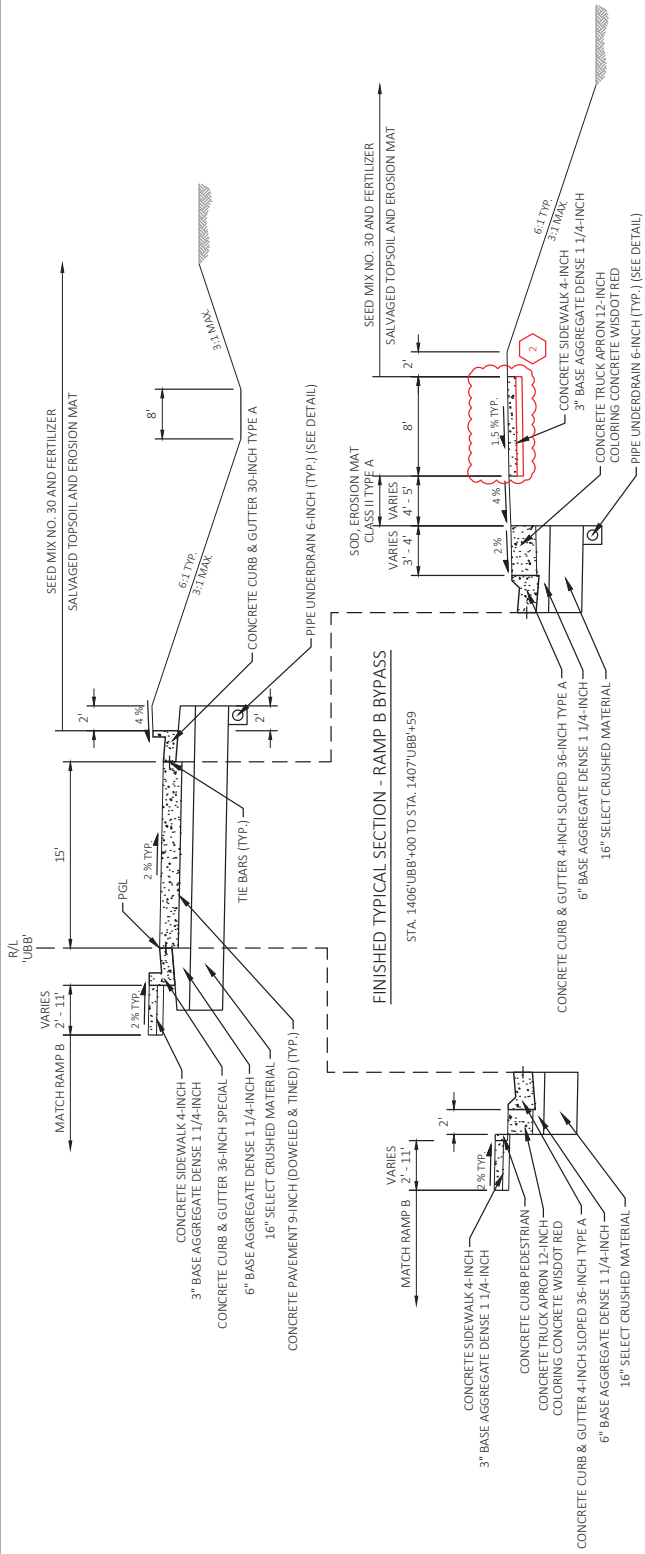 R/L
'UBB'
MATCH RAMP B
VARIES
2' - 11'
15'
2'
SEED MIX NO. 30 AND FERTILIZER
SALVAGED TOPSOIL AND EROSION MAT
PGL
2 % TYP.
2 % TYP.
4 %
6:1 TYP.
3:1 MAX.
8'
3:1 MAX.
2'
TIE BARS (TYP.)
CONCRETE CURB & GUTTER 30-INCH TYPE A
PIPE UNDERDRAIN 6-INCH (TYP.) (SEE DETAIL)
CONCRETE SIDEWALK 4-INCH
3" BASE AGGREGATE DENSE 1 1/4-INCH
CONCRETE CURB & GUTTER 36-INCH SPECIAL
6" BASE AGGREGATE DENSE 1 1/4-INCH
16" SELECT CRUSHED MATERIAL
CONCRETE PAVEMENT 9-INCH (DOWELED & TINED) (TYP.)
FINISHED TYPICAL SECTION - RAMP B BYPASS
STA. 1406'UBB'+00 TO STA. 1407'UBB'+59
MATCH RAMP B
VARIES
2' - 11'
2'
2% TYP.
CONCRETE SIDEWALK 4-INCH
3" BASE AGGREGATE DENSE 1 1/4-INCH
CONCRETE CURB PEDESTRIAN
CONCRETE TRUCK APRON 12-INCH
COLORING CONCRETE WISDOT RED
CONCRETE CURB & GUTTER 4-INCH SLOPED 36-INCH TYPE A
6" BASE AGGREGATE DENSE 1 1/4-INCH
16" SELECT CRUSHED MATERIAL
SOD, EROSION MAT
CLASS II TYPE A
VARIES
3' - 4'
VARIES
4' - 5'
8'
2'
SEED MIX NO. 30 AND FERTILIZER
SALVAGED TOPSOIL AND EROSION MAT
2 %
4 %
1.5 % TYP.
2
6:1 TYP.
3:1 MAX.
CONCRETE SIDEWALK 4-INCH
3" BASE AGGREGATE DENSE 1 1/4-INCH
CONCRETE TRUCK APRON 12-INCH
COLORING CONCRETE WISDOT RED
PIPE UNDERDRAIN 6-INCH (TYP.) (SEE DETAIL)
CONCRETE CURB & GUTTER 4-INCH SLOPED 36-INCH TYPE A
6" BASE AGGREGATE DENSE 1 1/4-INCH
16" SELECT CRUSHED MATERIAL